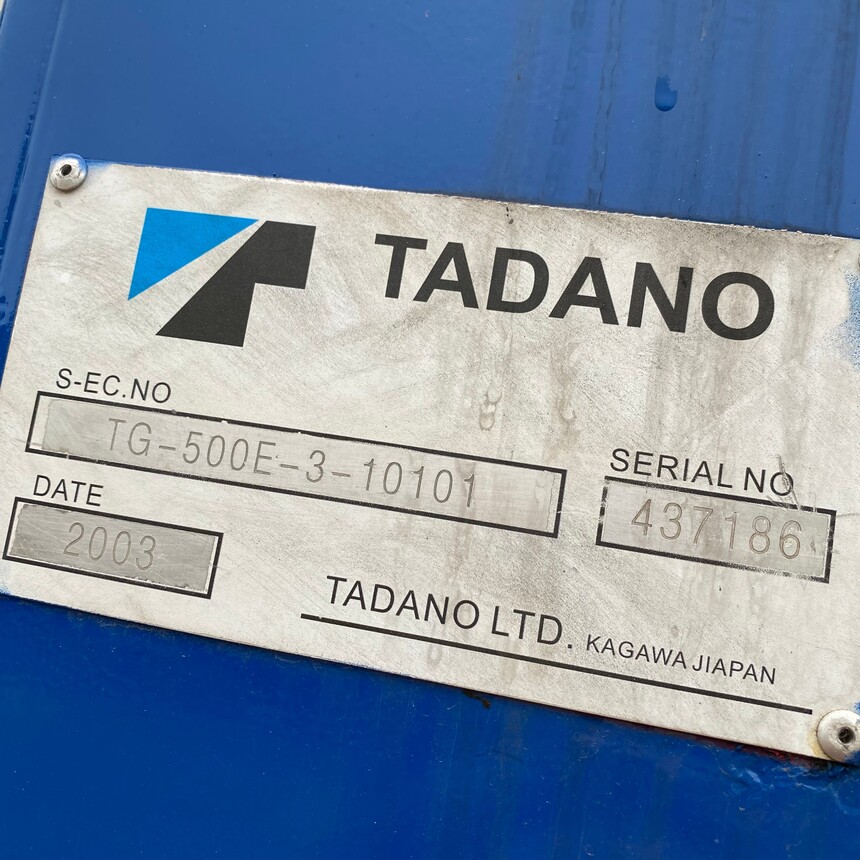 TADANO
S-EC.NO
TG-500E-3-10101
SERIAL NO
437186
DATE
2003
TADANO LTD. KAGAWA JIAPAN